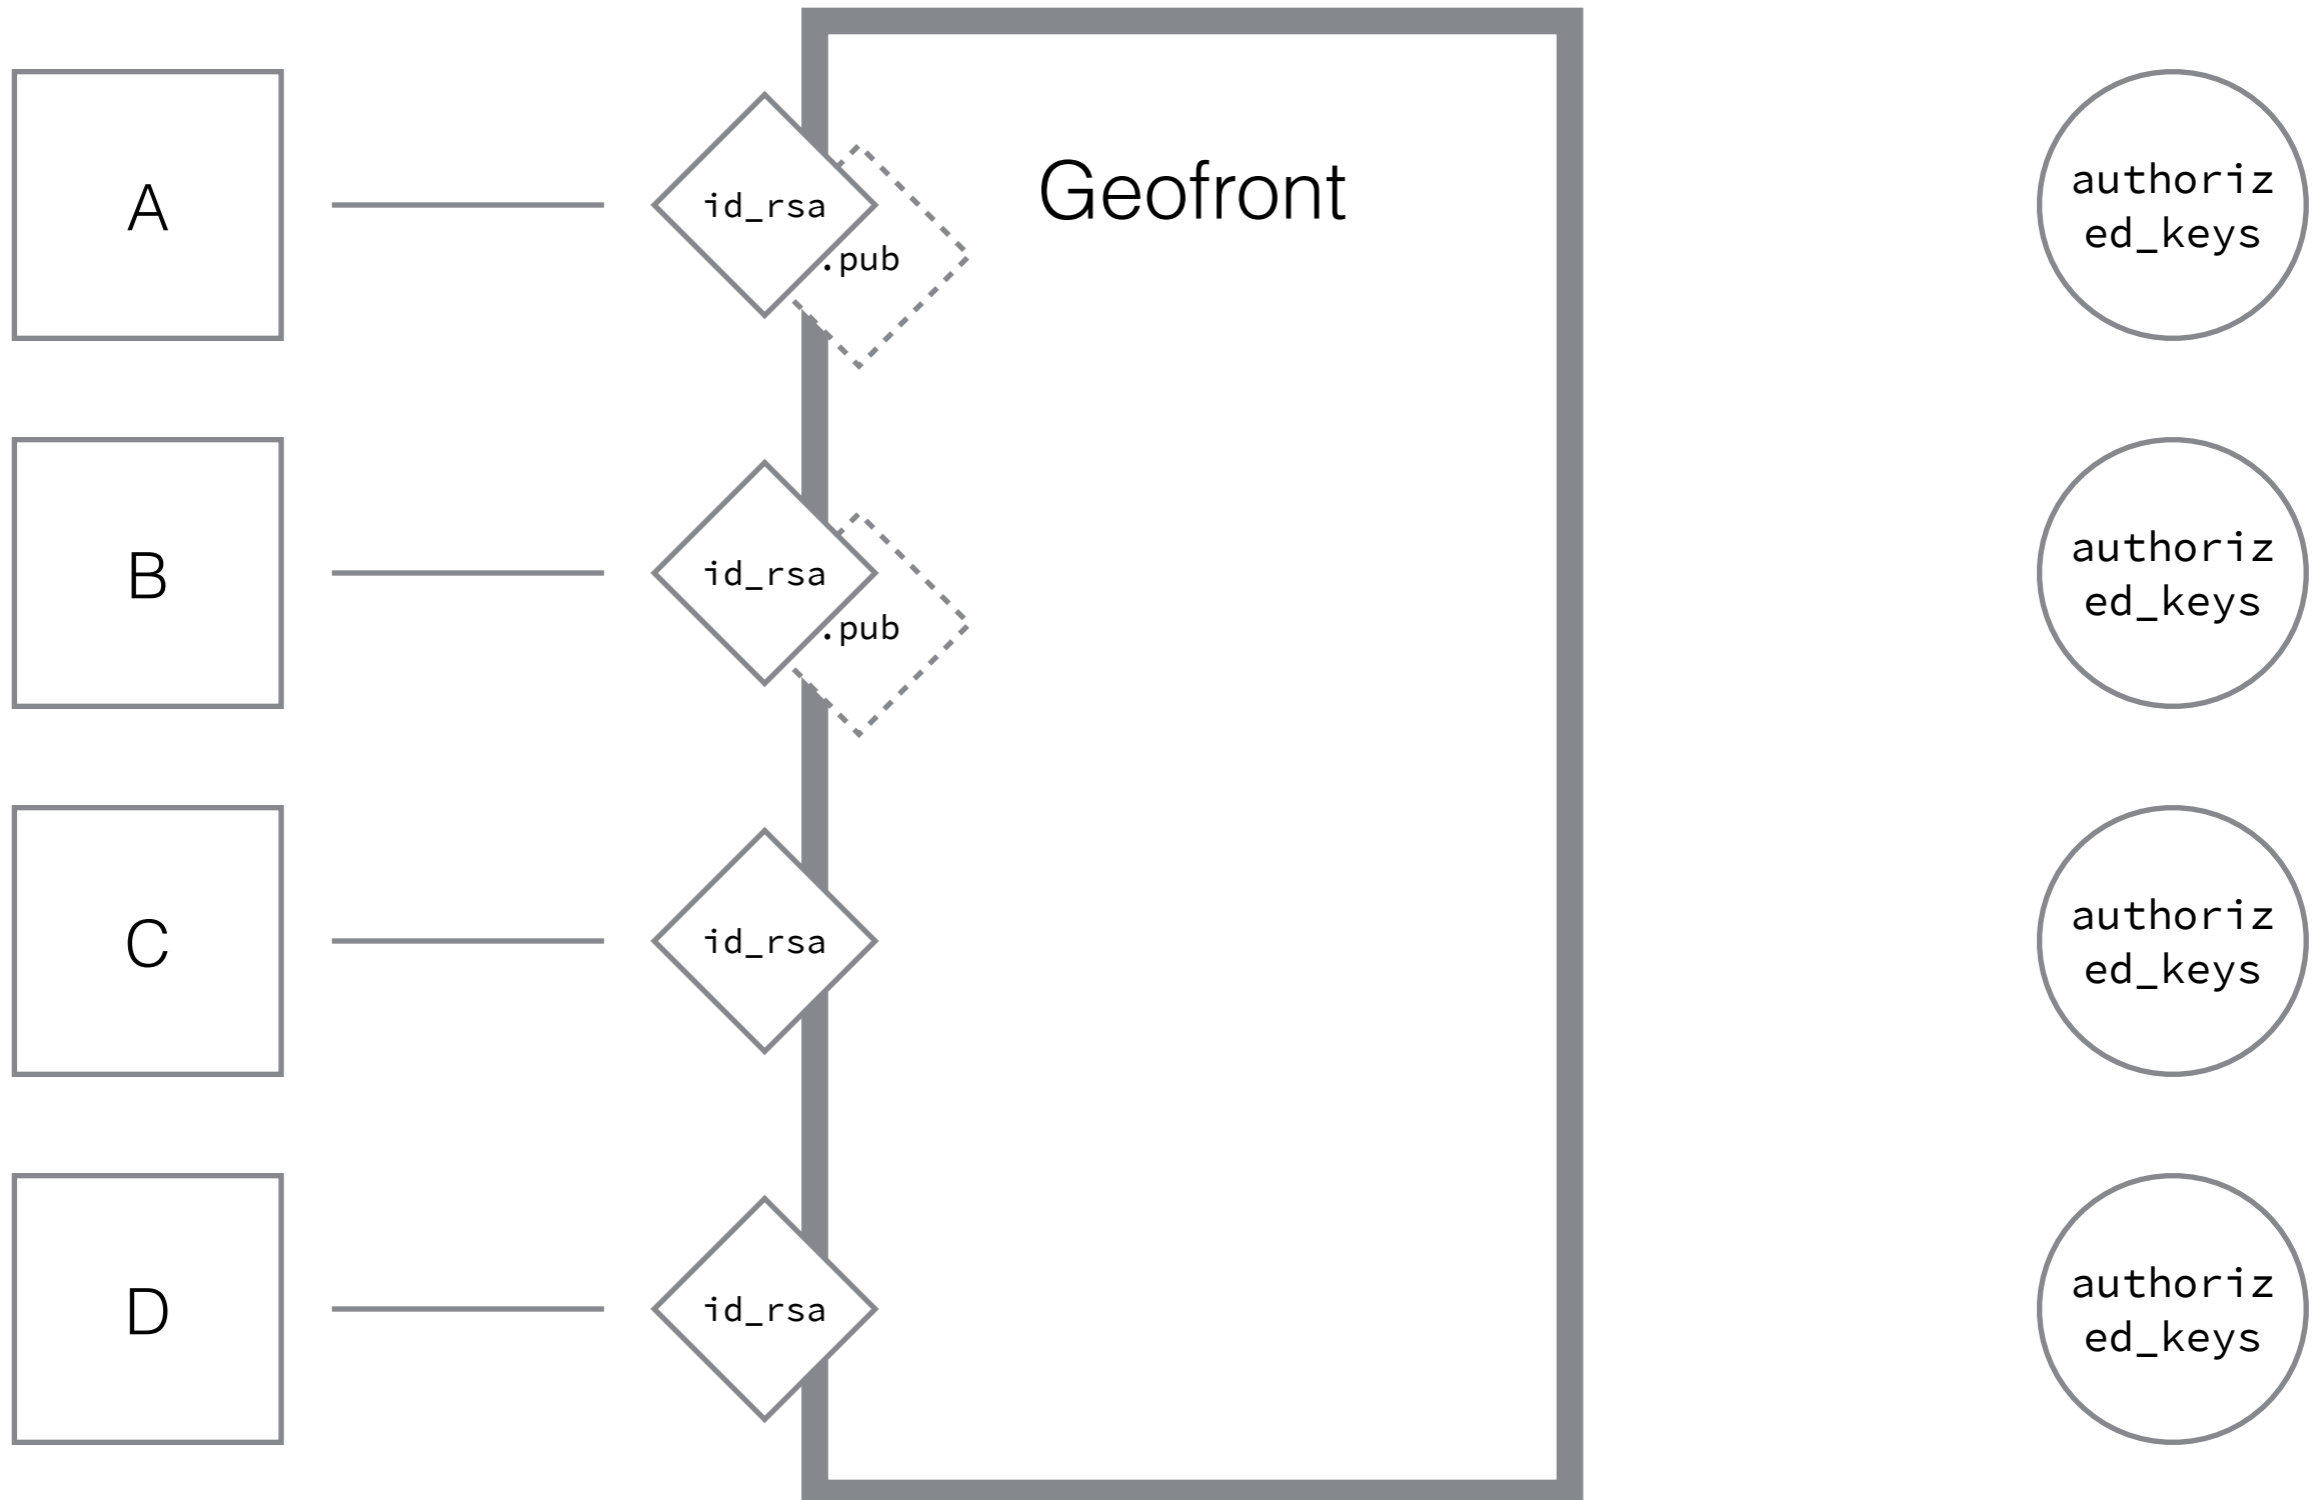 Geofront
A
id_rsa
.pub
authoriz
ed_keys
B
id_rsa
.pub
authoriz
ed_keys
C
id_rsa
authoriz
ed_keys
D
id_rsa
authoriz
ed_keys